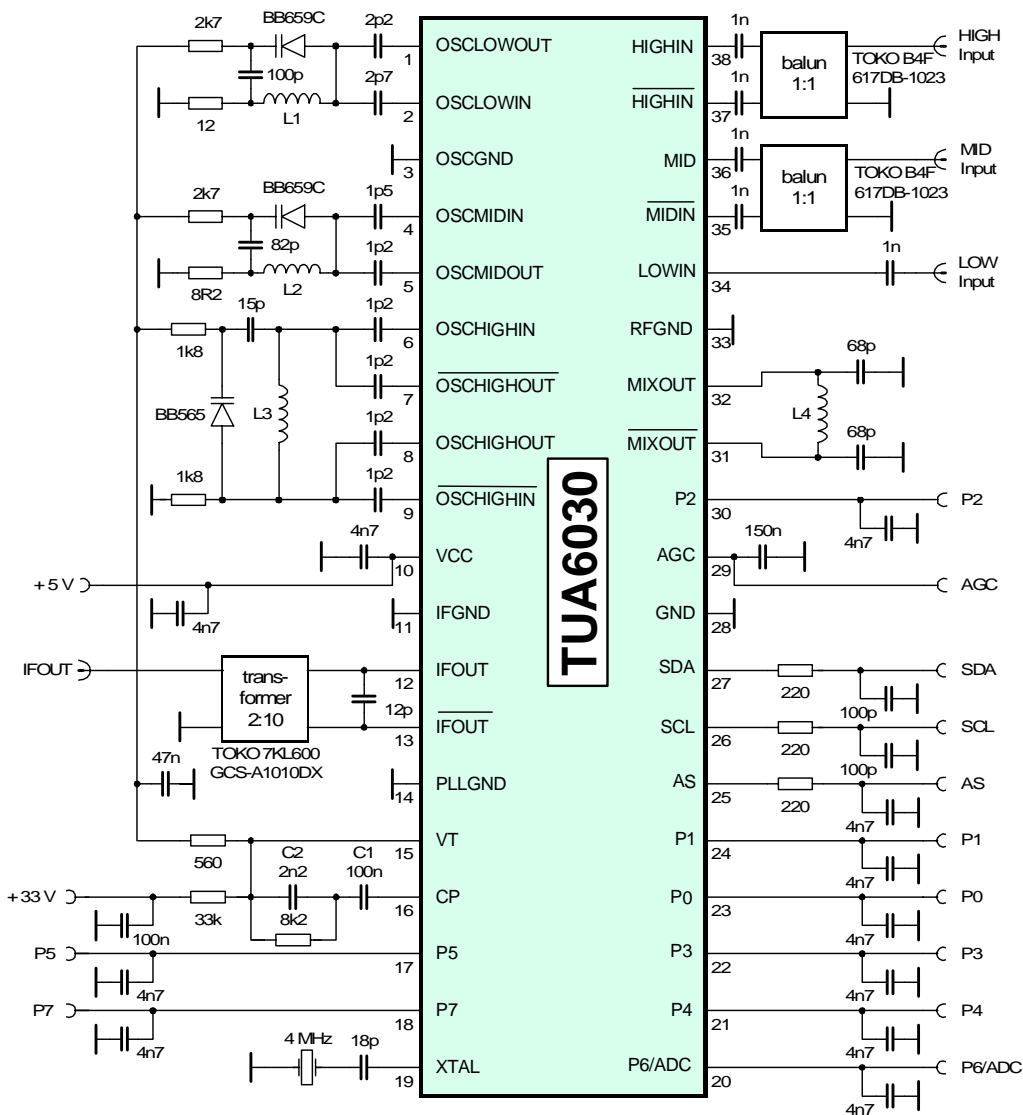 2k7
BB659C
2p2
OSCLOWOUT
1
100p
2p7
OSCLOWIN
2
12
L1
OSCGND
3
2k7
BB659C
1p5
OSCMIDIN
4
82p
1p2
OSCMIDOUT
5
8R2
L2
15p
1p2
OSCHIGHIN
6
1k8
1p2
OSCHIGHOUT
7
BB565
L3
1p2
OSCHIGHOUT
8
1k8
1p2
OSCHIGHIN
9
4n7
VCC
10
+5 V
4n7
IFGND
11
IFOUT
trans-
former
2:10
IFOUT
12
12p
IFOUT
13
TOKO 7KL600
GCS-A1010DX
47n
PLLGND
14
VT
15
560
C2
2n2
C1
100n
+33 V
33k
8k2
CP
16
100n
P5
P5
17
4n7
P7
P7
18
4n7
4 MHz
18p
XTAL
19
TUA6030
HIGHIN
38
1n
balun
1:1
HIGH
Input
TOKO B4F
617DB-1023
HIGHIN
37
1n
MID
36
1n
balun
1:1
MID
Input
TOKO B4F
617DB-1023
MIDIN
35
1n
LOWIN
34
1n
LOW
Input
RFGND
33
68p
MIXOUT
32
L4
MIXOUT
31
68p
P2
30
P2
4n7
150n
AGC
29
AGC
GND
28
SDA
27
220
SDA
100p
SCL
26
220
SCL
100p
AS
25
220
AS
4n7
P1
24
P1
4n7
P0
23
P0
4n7
P3
22
P3
4n7
P4
21
P4
4n7
P6/ADC
20
P6/ADC
4n7